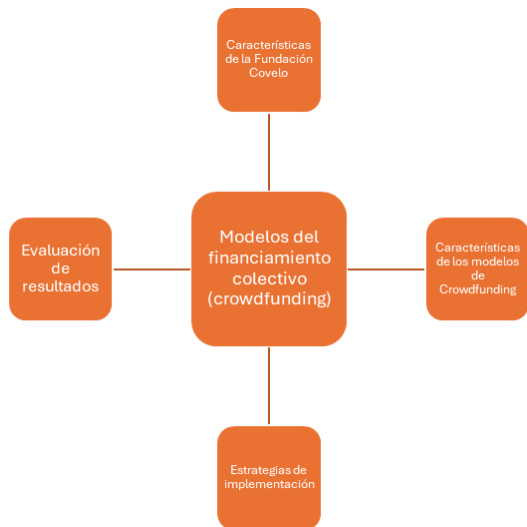 Características
de la Fundación
Covelo
Modelos del
financiamiento
colectivo
(crowdfunding)
Evaluación
de
resultados
Características
de los modelos
de
Crowdfunding
Estrategias de
implementación